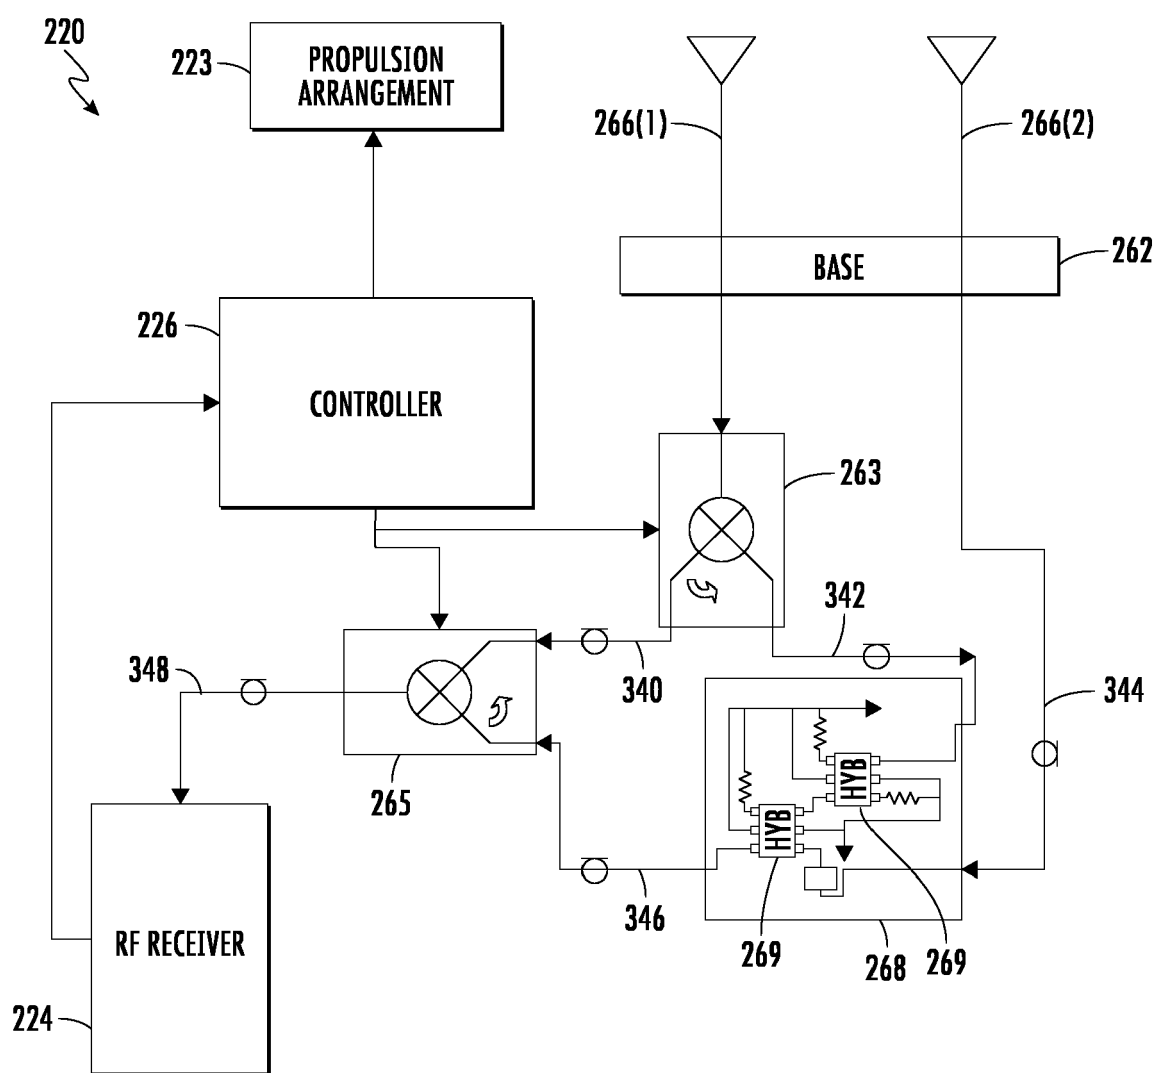 220
223
PROPULSION
ARRANGEMENT
266(1)
266(2)
BASE
262
226
CONTROLLER
263
342
340
348
344
265
HYB
HYB
346
269
268
269
RF RECEIVER
224